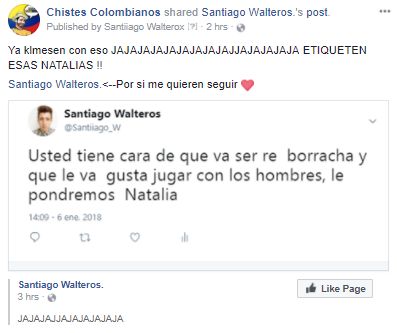 Chistes Colombianos shared Santiago Walteros.'s post.
Published by Santiiago Walterox [?] · 2 hrs ·
Ya klmesen con eso JAJAJAJAJAJAJAJAJAJJAJAJAJAJA ETIQUETEN
ESAS NATALIAS !!
Santiago Walteros.<--Por si me quieren seguir
Santiago Walteros
@Santiiago_W
Usted tiene cara de que va ser re borracha y
que le va gusta jugar con los hombres, le
pondremos Natalia
14:09 - 6 ene. 2018
Santiago Walteros.
3 hrs ·
Like Page
JAJAJAJJAJAJAJAJAJA